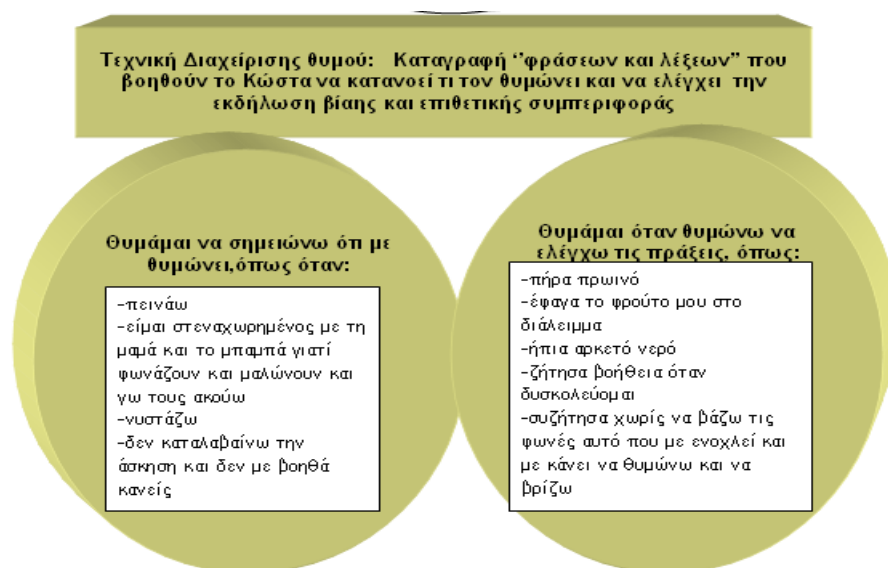 Τεχνική Διαχείρισης θυμού: Καταγραφή ‘‘φράσεων και λέξεων’’ που
βοηθούν το Κώστα να κατανοεί τι τον θυμώνει και να ελέγχει την
εκδήλωση βίαης και επιθετικής συμπεριφοράς
Θυμάμαι να σημειώνω ότι με
θυμώνει,όπως όταν:
-πεινάω
-είμαι στεναχωρημένος με τη
μαμά και το μπαμπά γιατί
φωνάζουν και μαλώνουν και
γω τους ακούω
-νυστάζω
-δεν καταλαβαίνω την
άσκηση και δεν με βοηθά
κανείς
Θυμάμαι όταν θυμώνω να
ελέγχω τις πράξεις, όπως:
-πήρα πρωινό
-έφαγα το φρούτο μου στο
διάλειμμα
-ήπια αρκετό νερό
-ζήτησα βοήθεια όταν
δυσκολεύομαι
-συζήτησα χωρίς να βάζω τις
φωνές αυτό που με ενοχλεί και
με κάνει να θυμώνω και να
βρίζω